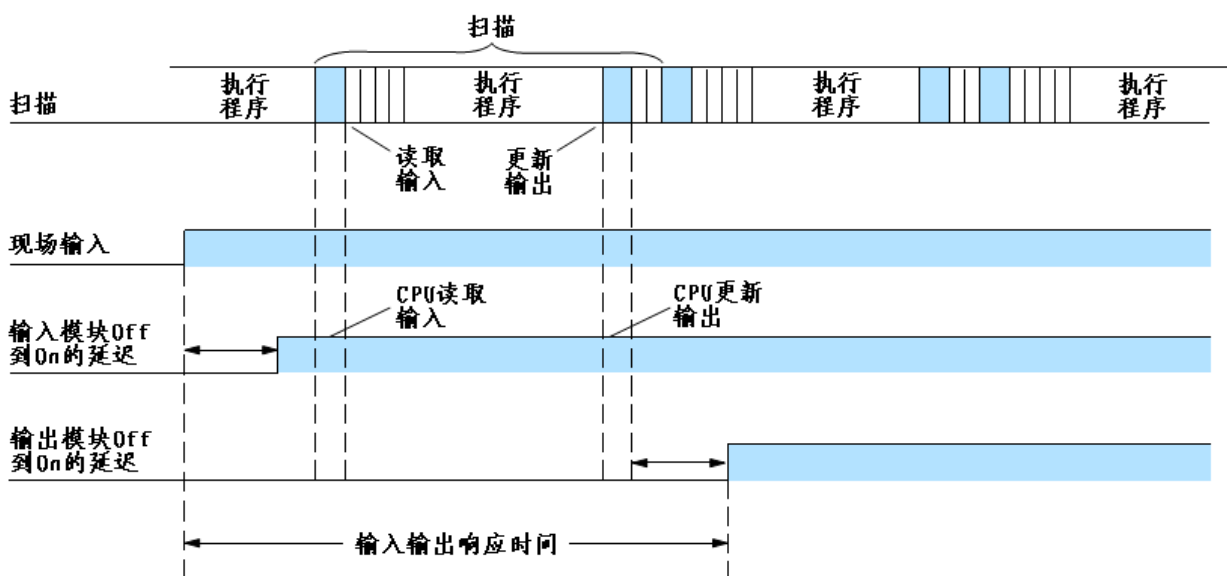 扫描
扫描
执行
程序
执行
程序
执行
程序
执行
程序
读取
输入
更新
输出
现场输入
CPU读取
输入
CPU更新
输出
输入模块Off
到On的延迟
输出模块Off
到On的延迟
输入输出响应时间